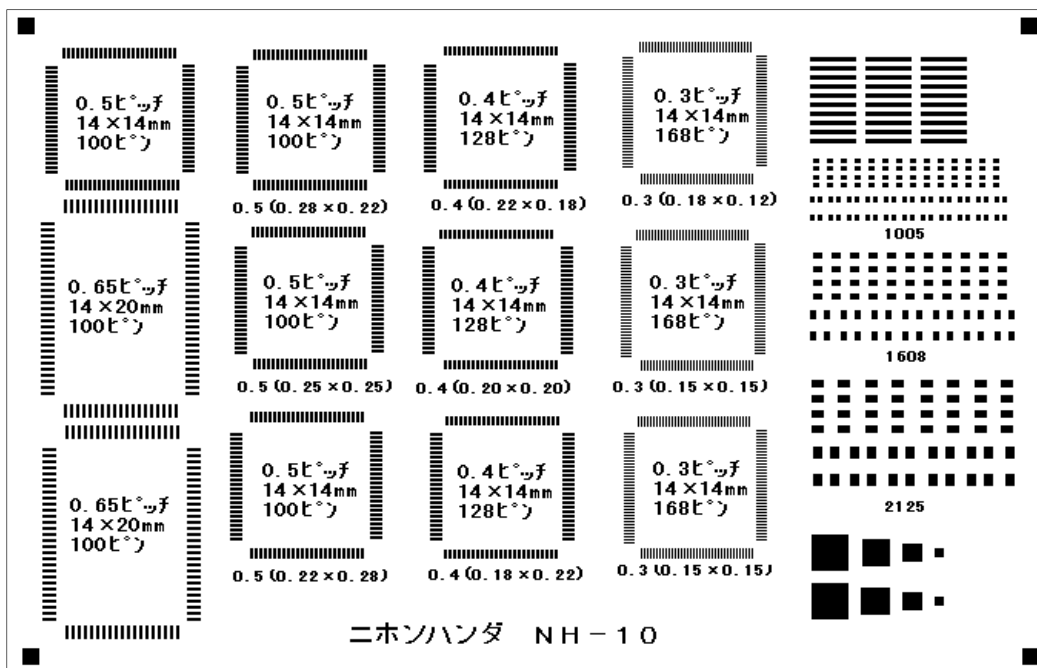 0.5ピッチ
14×14mm
100ピン
0.5ピッチ
14×14mm
100ピン
0.5(0.28×0.22)
0.4ピッチ
14×14mm
128ピン
0.4(0.22×0.18)
0.3ピッチ
14×14mm
168ピン
0.3(0.18×0.12)
1005
0.65ピッチ
14×20mm
100ピン
0.5ピッチ
14×14mm
100ピン
0.5(0.25×0.25)
0.4ピッチ
14×14mm
128ピン
0.4(0.20×0.20)
0.3ピッチ
14×14mm
168ピン
0.3(0.15×0.15)
1608
0.65ピッチ
14×20mm
100ピン
0.5ピッチ
14×14mm
100ピン
0.5(0.22×0.28)
0.4ピッチ
14×14mm
128ピン
0.4(0.18×0.22)
0.3ピッチ
14×14mm
168ピン
0.3(0.15×0.15)
2125
ニホンハンダ NH-10